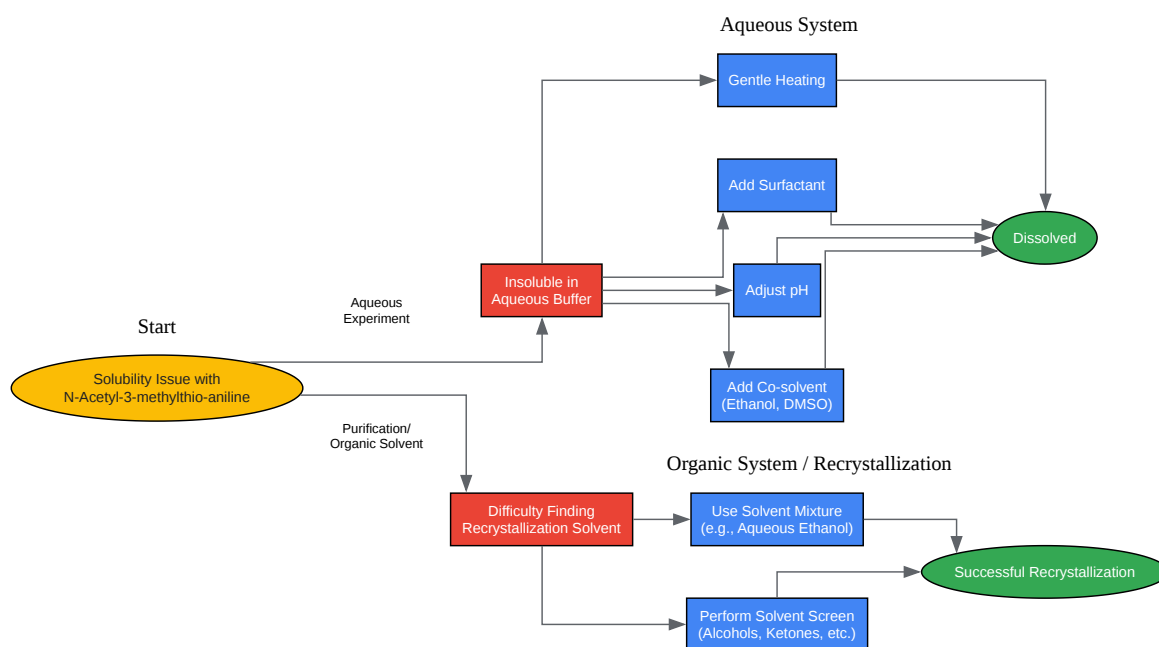 Aqueous System
Gentle Heating
Add Surfactant
Dissolved
Insoluble in
Aqueous Buffer
Adjust pH
Aqueous
Experiment
Start
Solubility Issue with
N-Acetyl-3-methylthio-aniline
Add Co-solvent
(Ethanol, DMSO)
Purification/
Organic Solvent
Organic System / Recrystallization
Difficulty Finding
Recrystallization Solvent
Use Solvent Mixture
(e.g., Aqueous Ethanol)
Successful Recrystallization
Perform Solvent Screen
(Alcohols, Ketones, etc.)